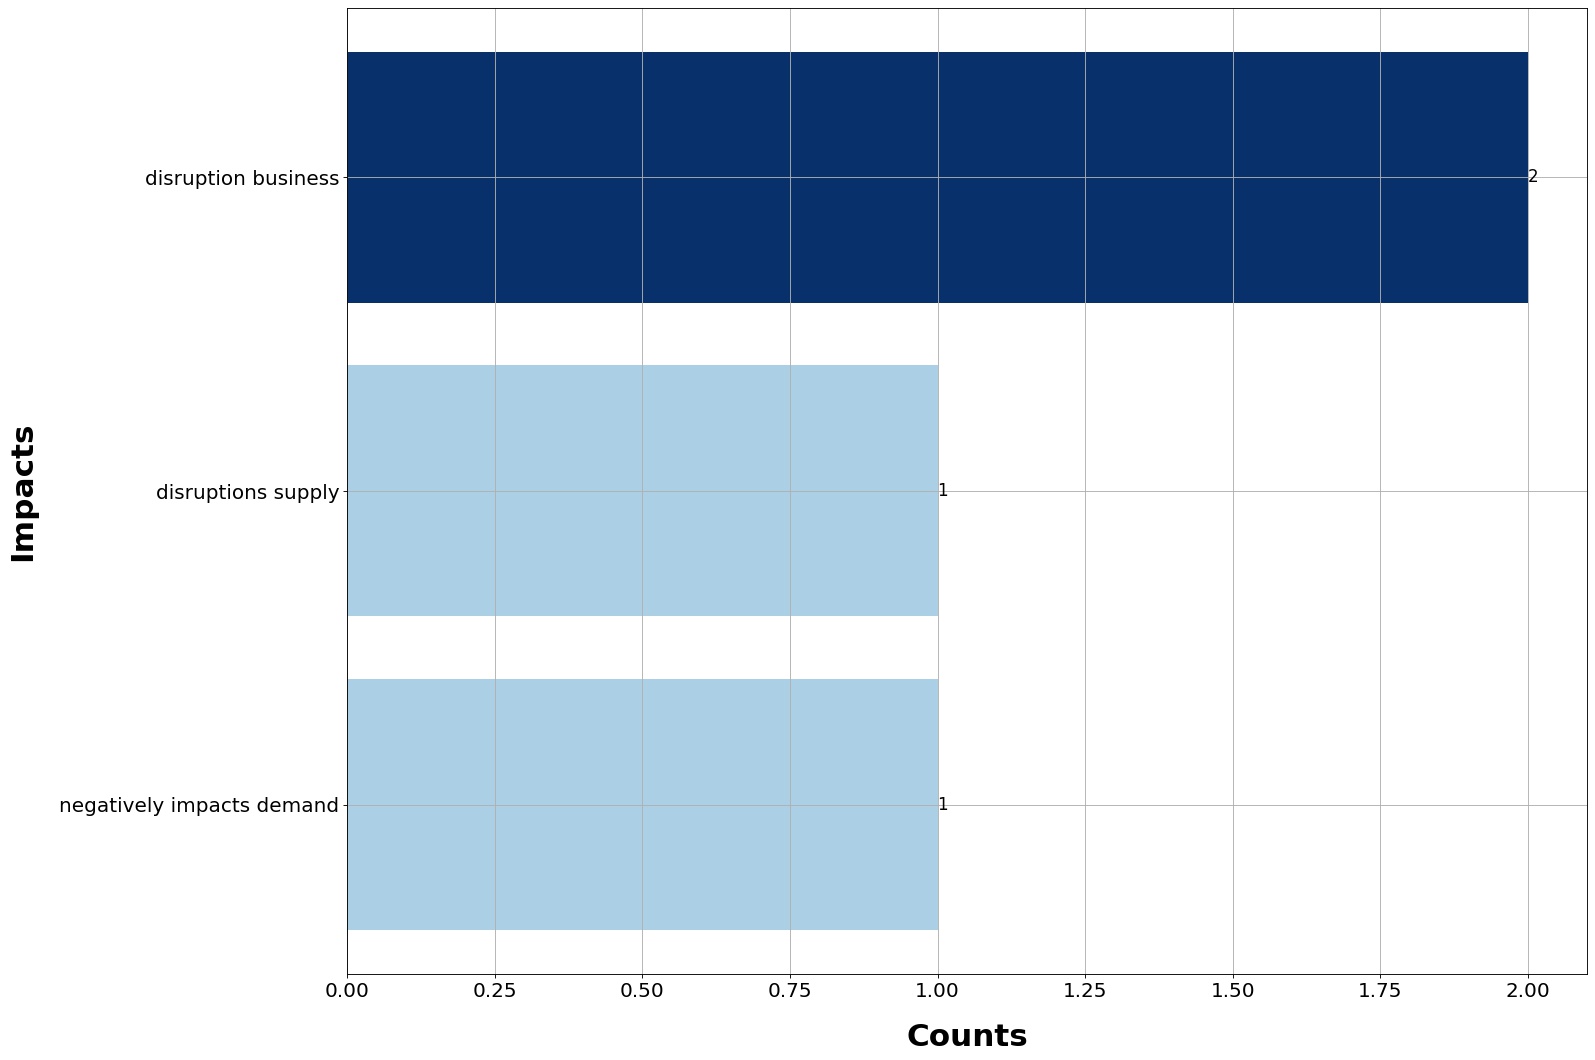 disruption business
2
disruptions supply
1
negatively impacts demand
1
Impacts
0.00 0.25 0.50 0.75 1.00 1.25 1.50 1.75 2.00
Counts